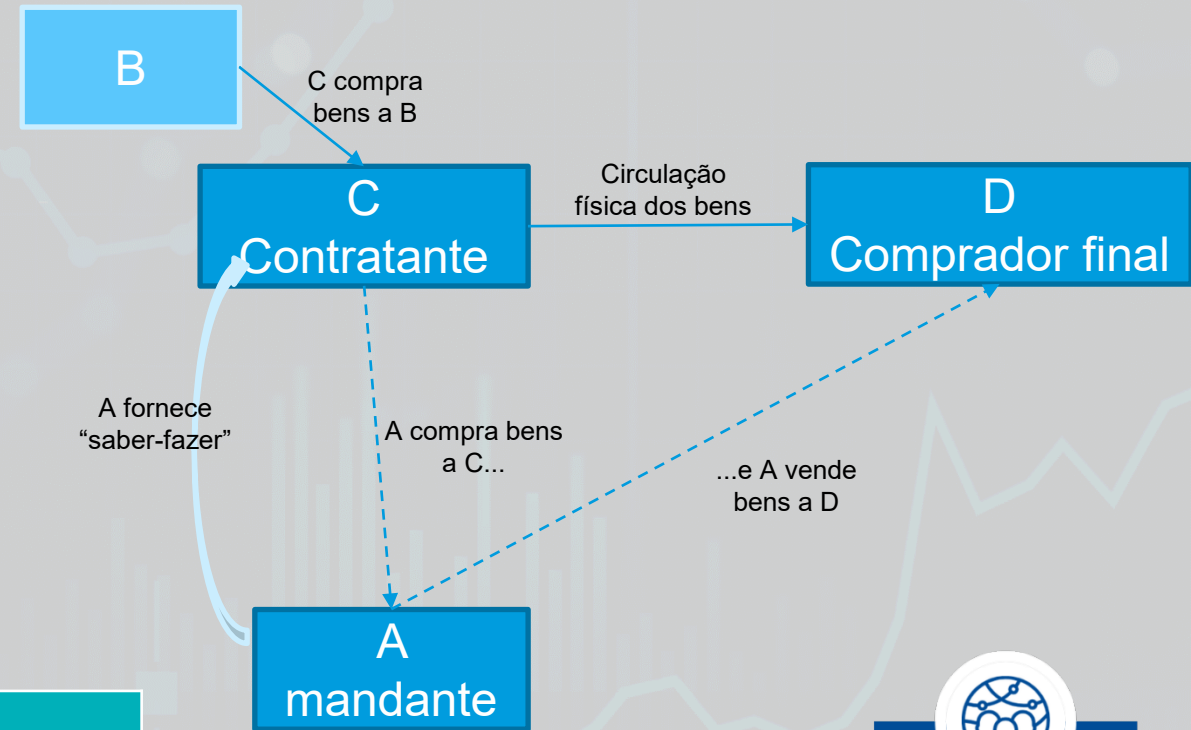 B
C compra
bens a B
C
Contratante
Circulação
física dos bens
D
Comprador final
A fornece
“saber-fazer”
A compra bens
a C...
...e A vende
bens a D
A
mandante